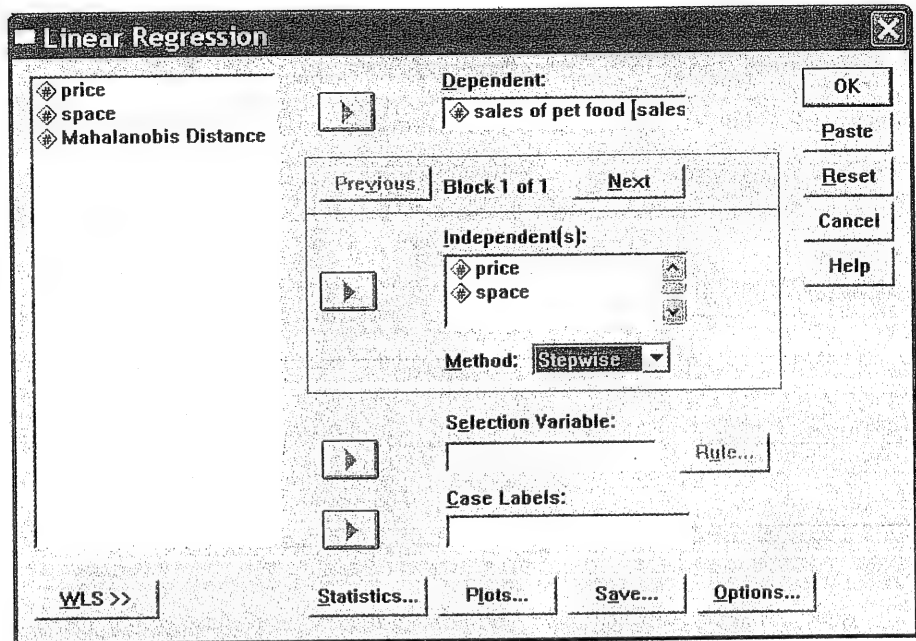 Linear Regression
price
space
Mahalanobis Distance
Dependent:
sales of pet food [sales
OK
Paste
Reset
Cancel
Help
Previous Block 1 of 1 Next
Independent(s):
price
space
Method: Stepwise
Selection Variable:
Rule...
Case Labels:
WLS >>
Statistics... Plots... Save... Options...